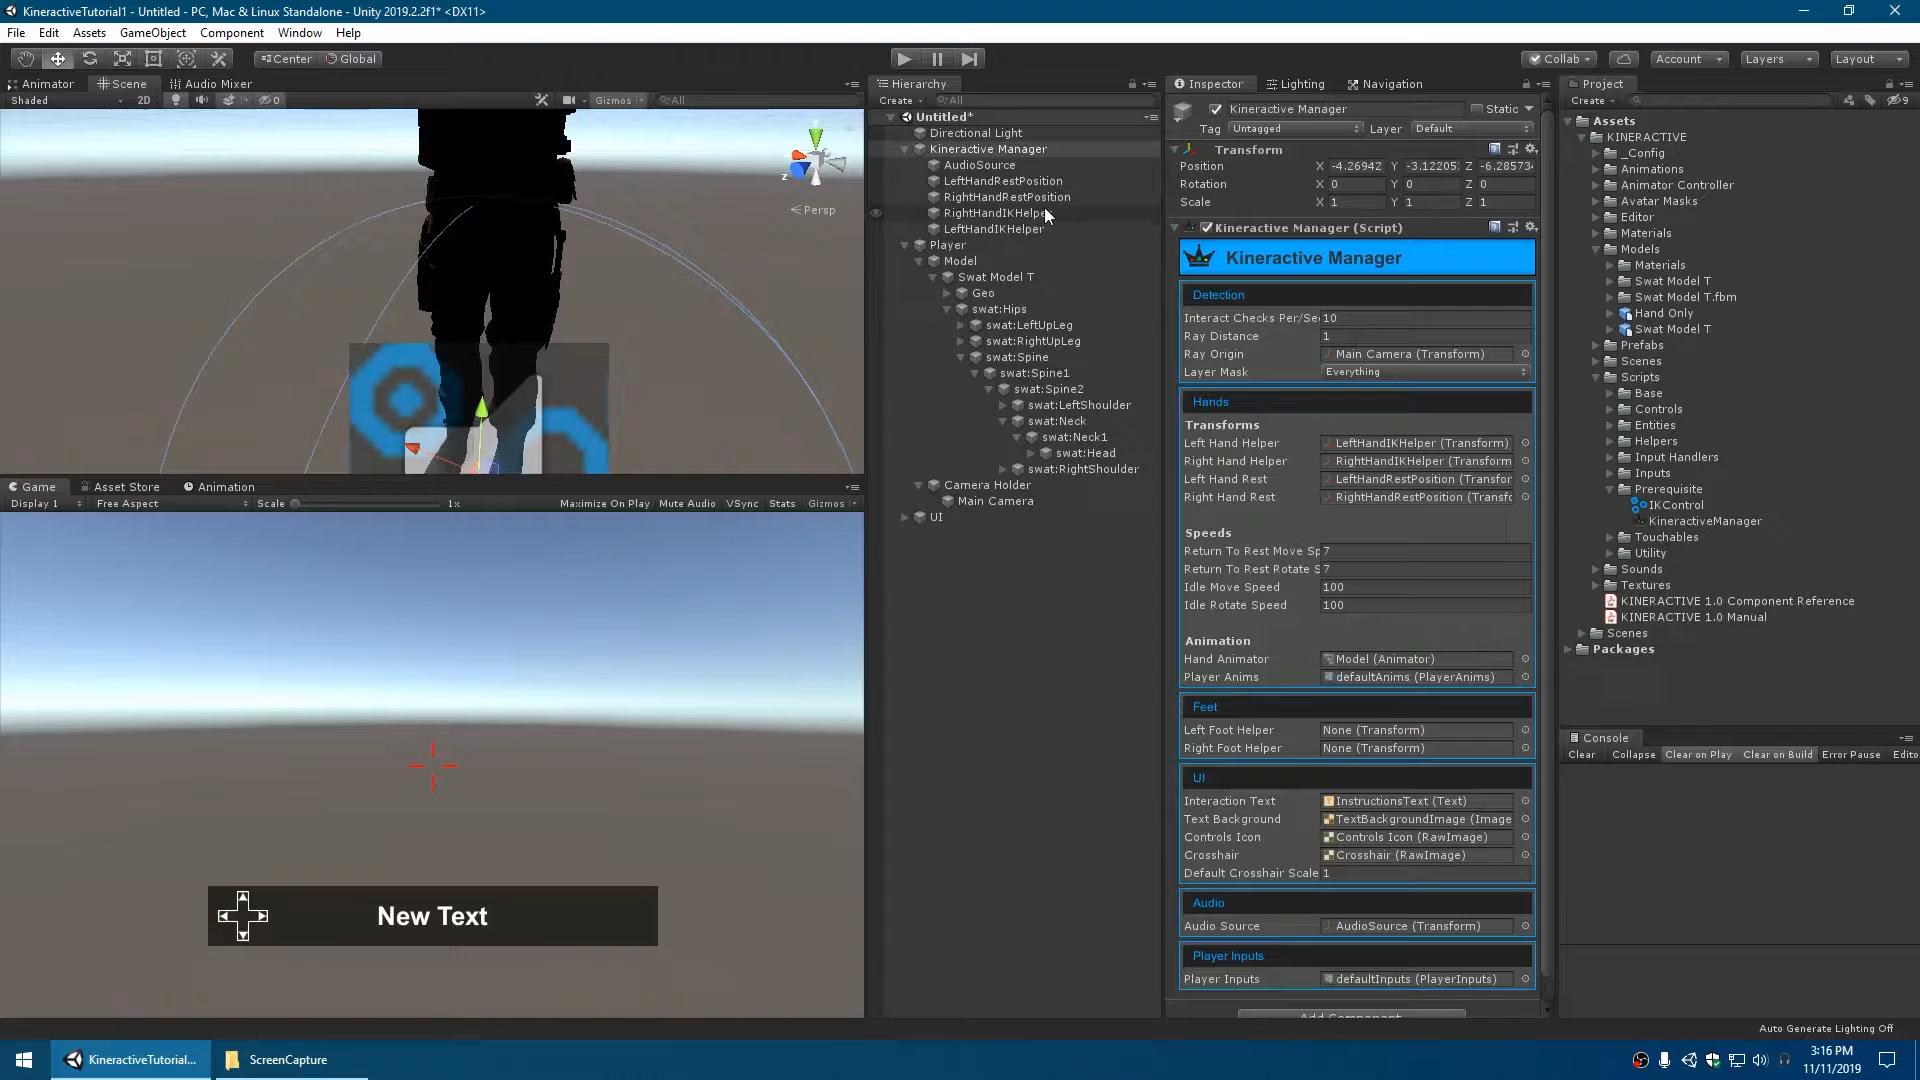 KineractiveTutorial1 - Untitled - PC, Mac & Linux Standalone - Unity 2019.2.2f1* <DX11>
File Edit Assets GameObject Component Window Help
Center Global
Collab Account Layers Layout
Animator Scene Audio Mixer
Shaded 2D 0 Gizmos All
z
Persp
Game Asset Store Animation
Display 1 Free Aspect Scale 1x Maximize On Play Mute Audio VSync Stats Gizmos
New Text
Hierarchy
Create All
Untitled*
Directional Light
Kineractive Manager
AudioSource
LeftHandRestPosition
RightHandRestPosition
RightHandIKHelper
LeftHandIKHelper
Player
Model
Swat Model T
Geo
swat:Hips
swat:LeftUpLeg
swat:RightUpLeg
swat:Spine
swat:Spine1
swat:Spine2
swat:LeftShoulder
swat:Neck
swat:Neck1
swat:Head
swat:RightShoulder
Camera Holder
Main Camera
UI
Inspector Lighting Navigation
Kineractive Manager Static
Tag Untagged Layer Default
Transform
Position X -4.26942 Y -3.12205 Z -6.285734
Rotation X 0 Y 0 Z 0
Scale X 1 Y 1 Z 1
Kineractive Manager (Script)
Kineractive Manager
Detection
Interact Checks Per/Se 10
Ray Distance 1
Ray Origin Main Camera (Transform)
Layer Mask Everything
Hands
Transforms
Left Hand Helper LeftHandIKHelper (Transform)
Right Hand Helper RightHandIKHelper (Transform
Left Hand Rest LeftHandRestPosition (Transfor
Right Hand Rest RightHandRestPosition (Transfo
Speeds
Return To Rest Move Sp 7
Return To Rest Rotate S 7
Idle Move Speed 100
Idle Rotate Speed 100
Animation
Hand Animator Model (Animator)
Player Anims defaultAnims (PlayerAnims)
Feet
Left Foot Helper None (Transform)
Right Foot Helper None (Transform)
UI
Interaction Text InstructionsText (Text)
Text Background TextBackgroundImage (Image
Controls Icon Controls Icon (RawImage)
Crosshair Crosshair (RawImage)
Default Crosshair Scale 1
Audio
Audio Source AudioSource (Transform)
Player Inputs
Player Inputs defaultInputs (PlayerInputs)
Add Component
Project
Create 9
Assets
KINERACTIVE
_Config
Animations
Animator Controller
Avatar Masks
Editor
Materials
Models
Materials
Swat Model T
Swat Model T.fbm
Hand Only
Swat Model T
Prefabs
Scenes
Scripts
Base
Controls
Entities
Helpers
Input Handlers
Inputs
Prerequisite
IKControl
KineractiveManager
Touchables
Utility
Sounds
Textures
KINERACTIVE 1.0 Component Reference
KINERACTIVE 1.0 Manual
Scenes
Packages
Console
Clear Collapse Clear on Play Clear on Build Error Pause Edito
Auto Generate Lighting Off
KineractiveTutorial... ScreenCapture
3:16 PM
11/11/2019